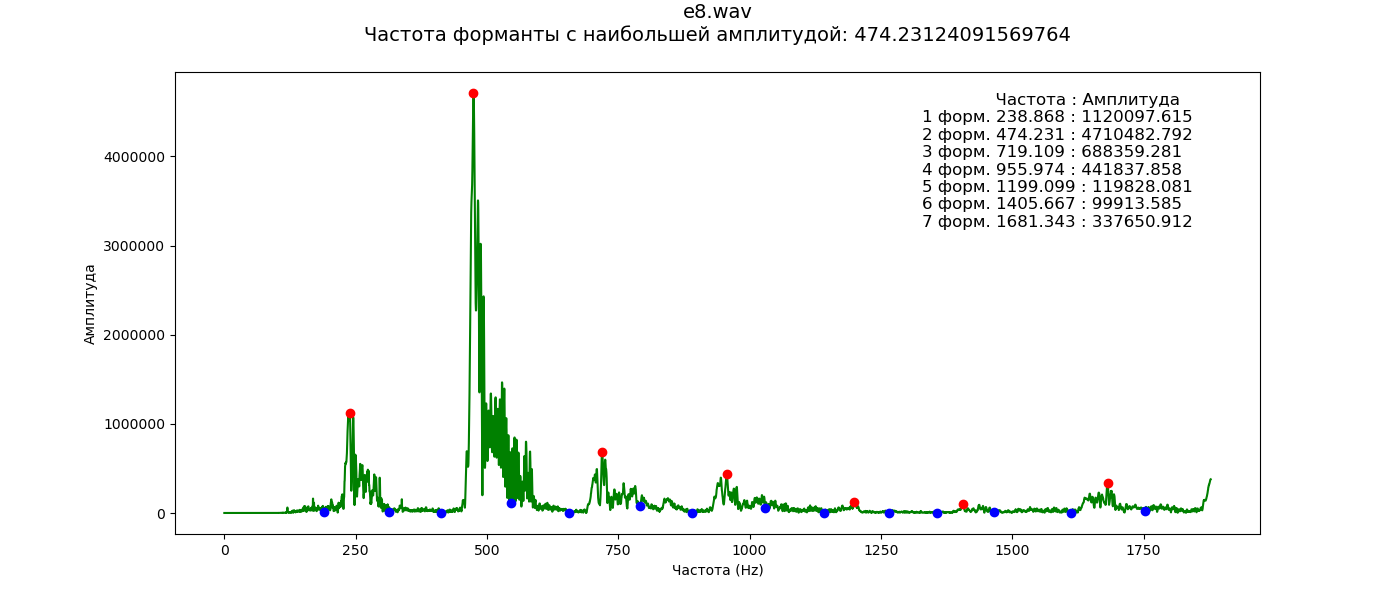 e8.wav
Частота форманты с наибольшей амплитудой: 474.23124091569764
Частота : Амплитуда
1 форм. 238.868 : 1120097.615
2 форм. 474.231 : 4710482.792
3 форм. 719.109 : 688359.281
4 форм. 955.974 : 441837.858
5 форм. 1199.099 : 119828.081
6 форм. 1405.667 : 99913.585
7 форм. 1681.343 : 337650.912
4000000
3000000
2000000
1000000
0
Амплитуда
0 250 500 750 1000 1250 1500 1750
Частота (Hz)